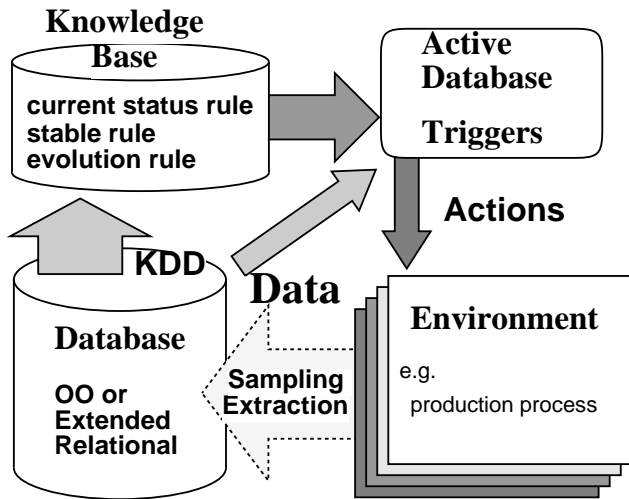 Knowledge
Base
current status rule
stable rule
evolution rule
Active
Database
Triggers
Actions
KDD
Data
Database
OO or
Extended
Relational
Sampling
Extraction
Environment
e.g.
production process